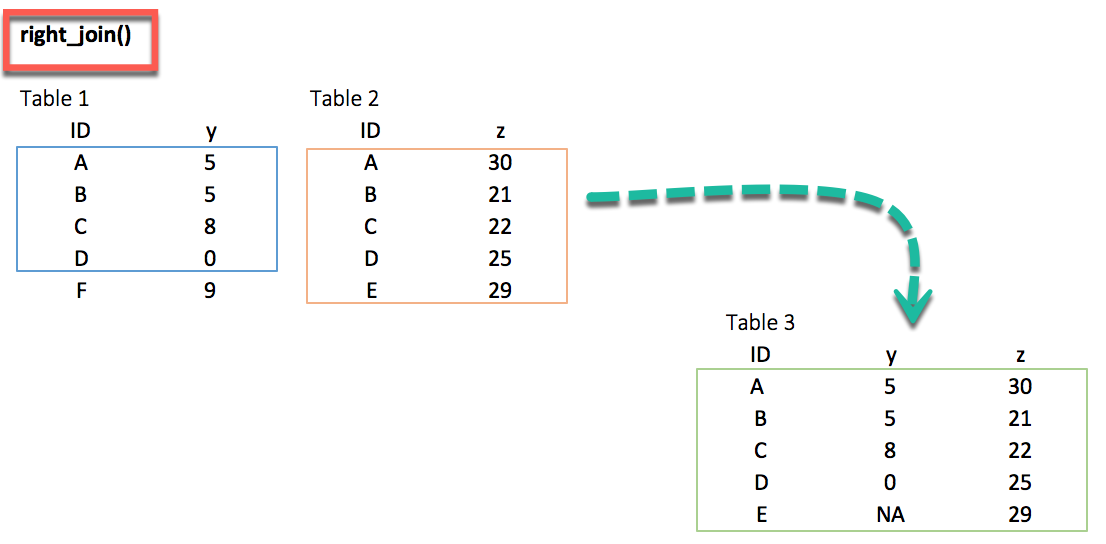 right_join()
Table 1 Table 2
ID y ID z
A 5 A 30
B 5 B 21
C 8 C 22
D 0 D 25
F 9 E 29
Table 3
ID y z
A 5 30
B 5 21
C 8 22
D 0 25
E NA 29